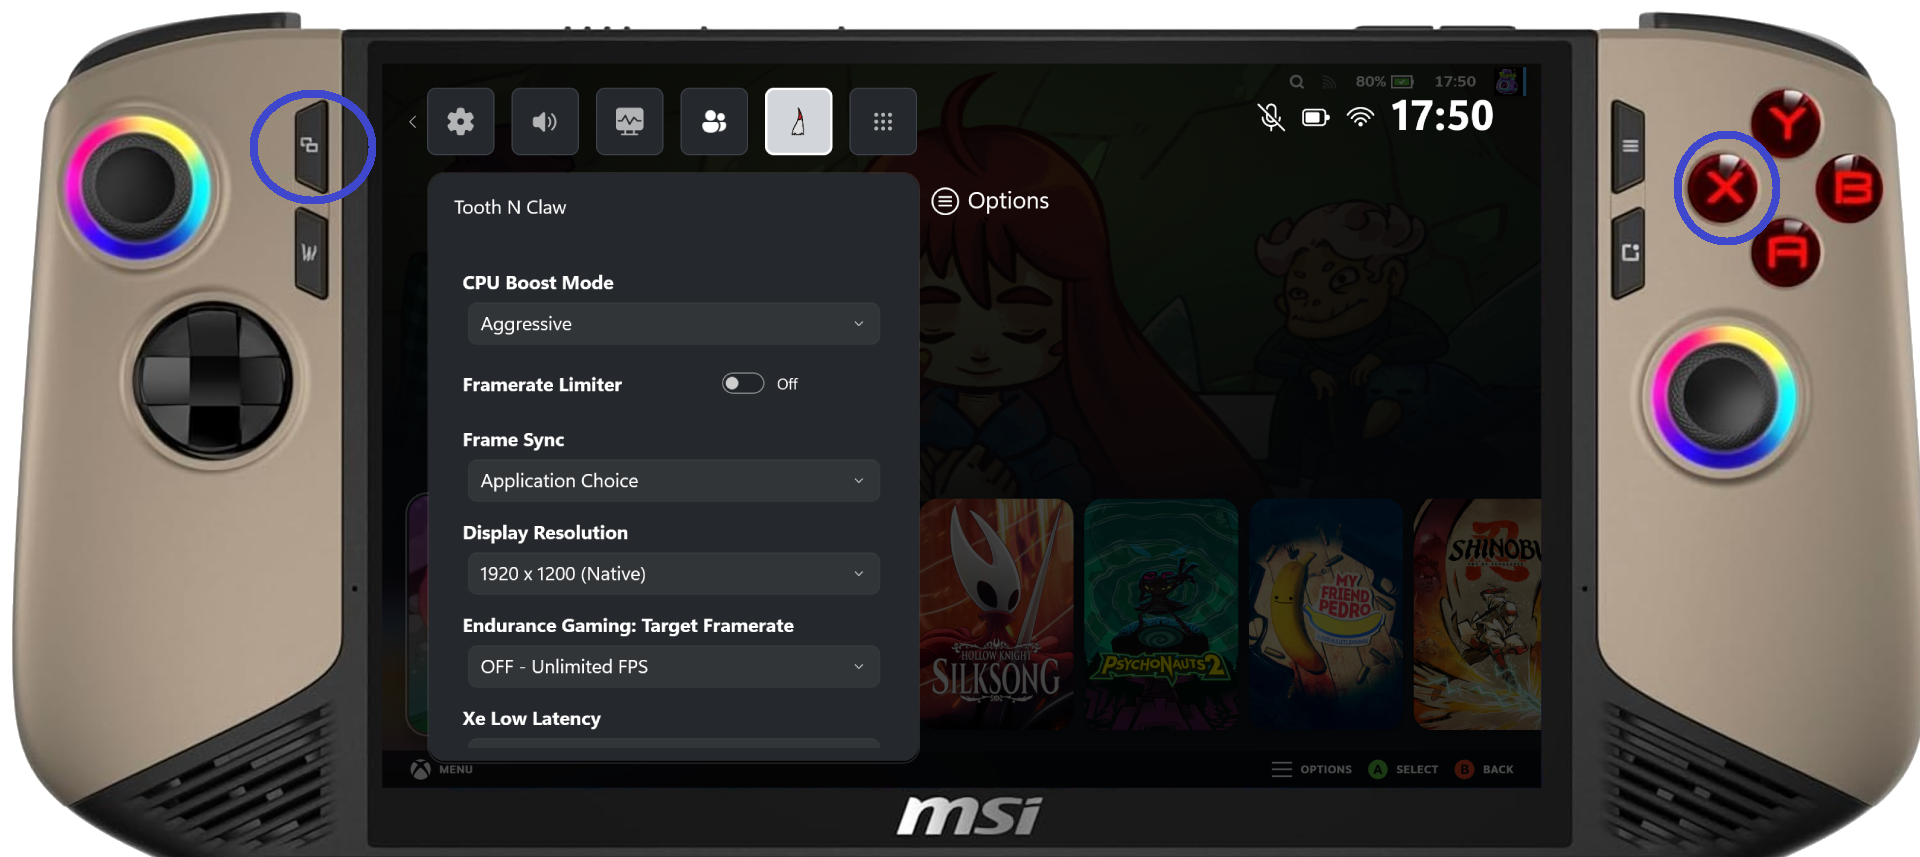 80%
17:50
17:50
Tooth N Claw
Options
CPU Boost Mode
Aggressive
Framerate Limiter
Off
Frame Sync
Application Choice
Display Resolution
1920 x 1200 (Native)
Endurance Gaming: Target Framerate
OFF - Unlimited FPS
Xe Low Latency
Y
X
B
A
W
HOLLOW KNIGHT
SILKSONG
PSYCHONAUTS 2
MY
FRIEND
PEDRO
SHINOBI
MENU
OPTIONS
A SELECT
B BACK
msi